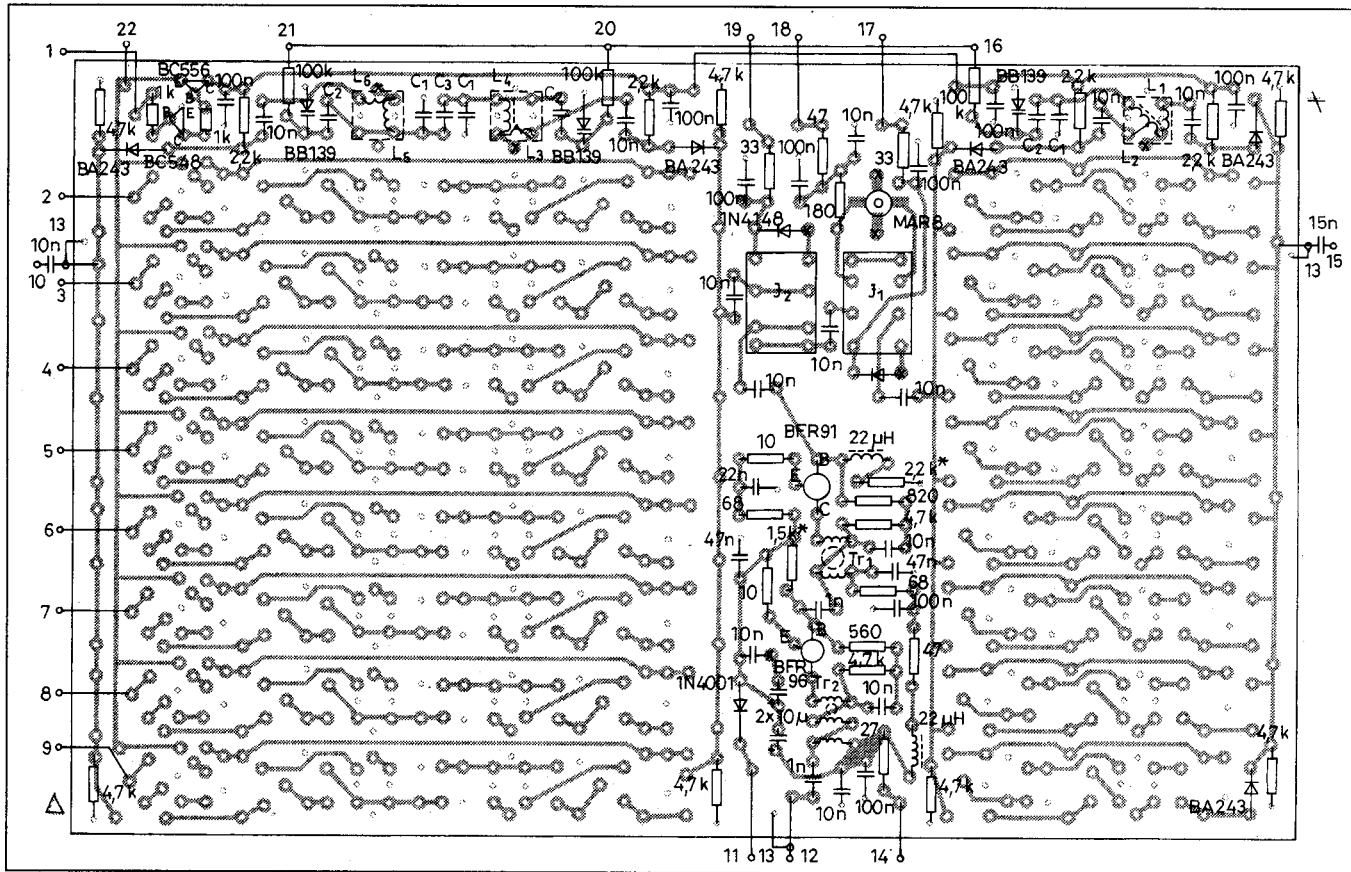 22 21 20 19 18 17 16
1
BC556 100n 100k L6 C1 C3 C1 L4 100k 2,2k 4,7k BB139 2,2k L1 100n 4,7k
1k C B E C2 C2 47 10n 4,7k 100 10n 10n
47k B E C 1k 10n 100n 33 100n 33 100n C2 C1
BA243 BC548 22k BB139 L5 L3 BB139 10n BA243 100n BA243 L2 22k BA243
2 100n 180 MAR8
13 1N4148 15n
10n
10 3 10n J2 J1 13 15
10n
4 10n 10n
BFR91
5 10 B 22µH
22n E 22k*
68 C 820
6 1,5k* 4,7k
47n 10n
Tr1 47n
68
7 10 1n 100n
10n E B 560 47
BFR 4,7k
8 1N4001 96 Tr2 10n
2x10µ 22µH
9 27 4,7k
4,7k 4,7k 1n 10n 100n 4,7k BA243
11 13 12 14